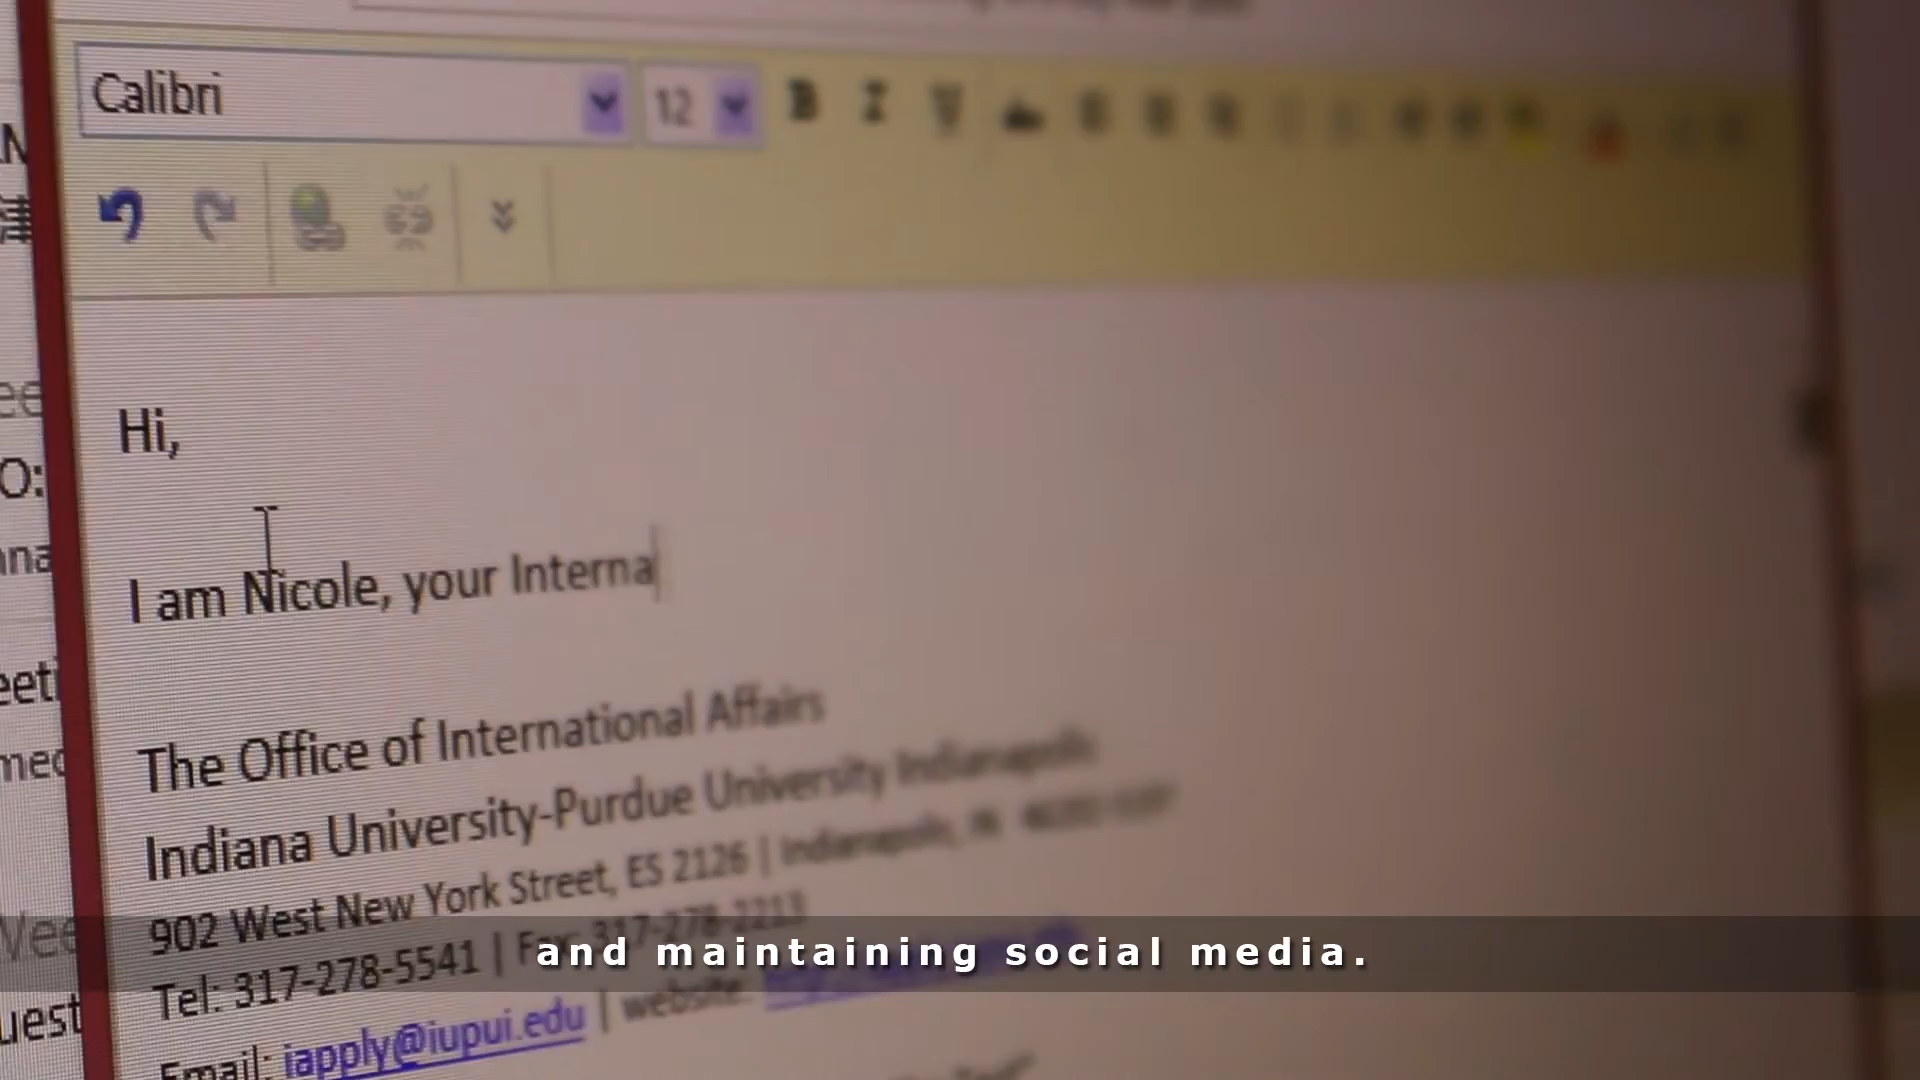 Calibri
12
Hi,
I am Nicole, your Interna
The Office of International Affairs
Indiana University-Purdue University Indianapolis
902 West New York Street, ES 2126 | Indianapolis, IN
Tel: 317-278-5541 | Fax: 317-278-2213
and maintaining social media.
Email: iapply@iupui.edu | website: